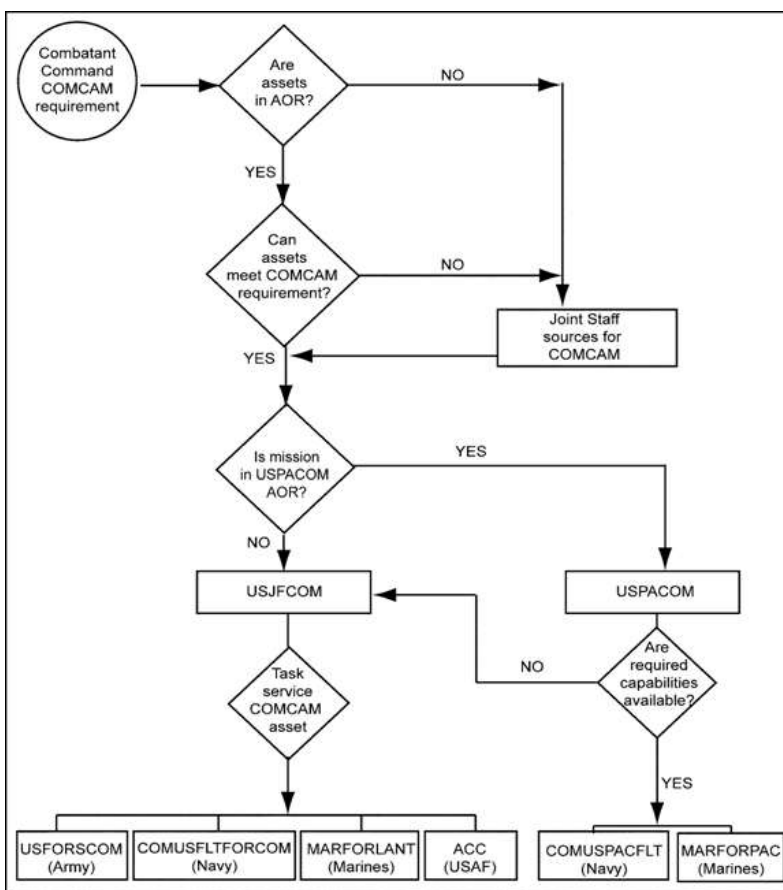 Combatant
Command
COMCAM
requirement
Are
assets
in AOR?
NO
YES
Can
assets
meet COMCAM
requirement?
NO
YES
Joint Staff
sources for
COMCAM
Is mission
in USPACOM
AOR?
YES
NO
USJFCOM
USPACOM
Task
service
COMCAM
asset
NO
Are
required
capabilities
available?
YES
USFORSCOM
(Army)
COMUSFLTFORCOM
(Navy)
MARFORLANT
(Marines)
ACC
(USAF)
COMUSPACFLT
(Navy)
MARFORPAC
(Marines)